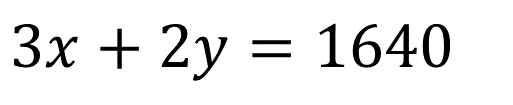 3x + 2y = 1640